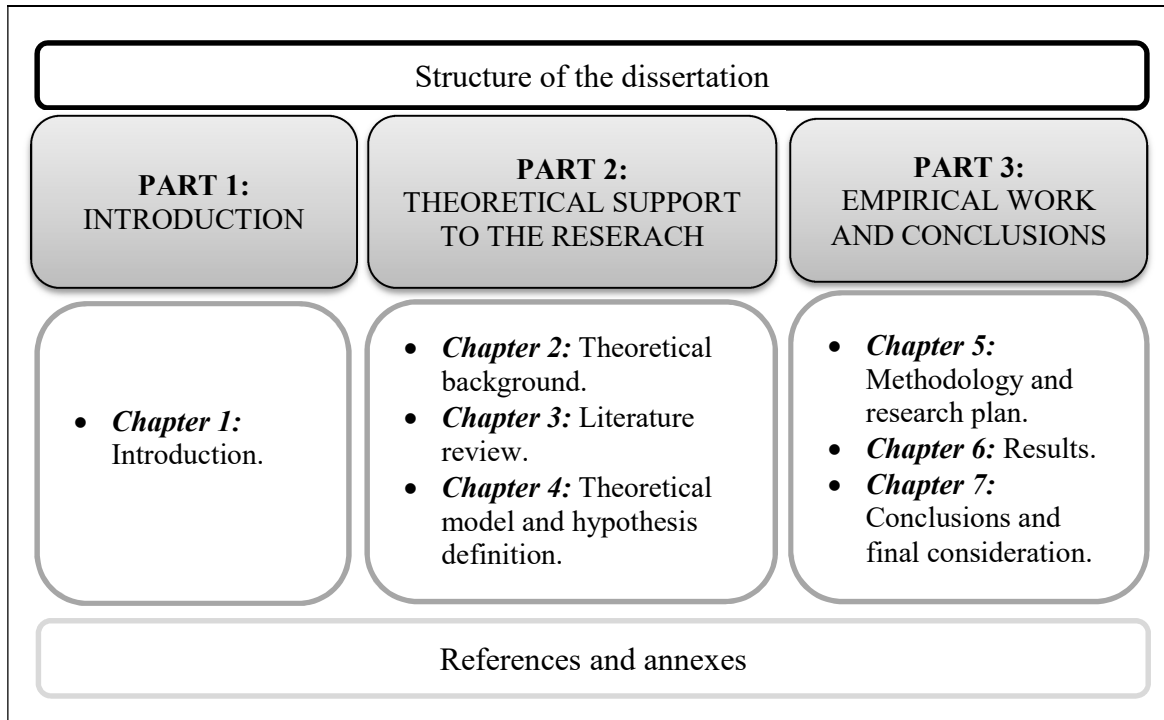 Structure of the dissertation
PART 1:
INTRODUCTION
PART 2:
THEORETICAL SUPPORT
TO THE RESERACH
PART 3:
EMPIRICAL WORK
AND CONCLUSIONS
• Chapter 1:
Introduction.
• Chapter 2: Theoretical
background.
• Chapter 3: Literature
review.
• Chapter 4: Theoretical
model and hypothesis
definition.
• Chapter 5:
Methodology and
research plan.
• Chapter 6: Results.
• Chapter 7:
Conclusions and
final consideration.
References and annexes